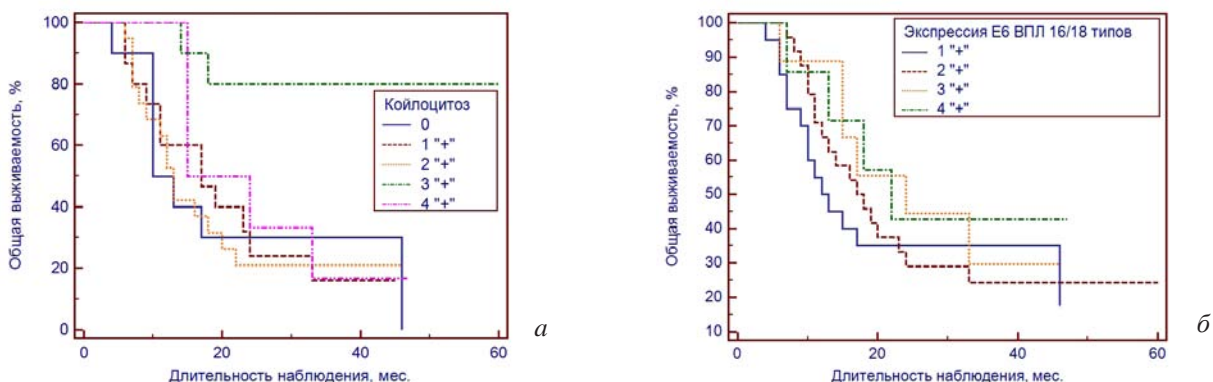 Общая выживаемость, %
100
80
60
40
20
0
Койлоцитоз
0
1 "+"
2 "+"
3 "+"
4 "+"
0 20 40 60
Длительность наблюдения, мес.
а
Общая выживаемость, %
100
90
80
70
60
50
40
30
20
10
Экспрессия Е6 ВПЛ 16/18 типов
1 "+"
2 "+"
3 "+"
4 "+"
0 20 40 60
Длительность наблюдения, мес.
б